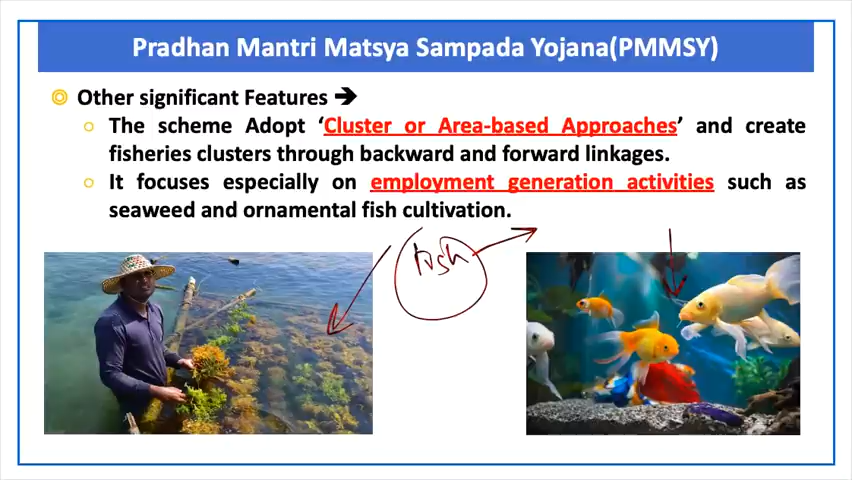 Pradhan Mantri Matsya Sampada Yojana(PMMSY)
Other significant Features ➔
The scheme Adopt ‘Cluster or Area-based Approaches’ and create
fisheries clusters through backward and forward linkages.
It focuses especially on employment generation activities such as
seaweed and ornamental fish cultivation.
fish